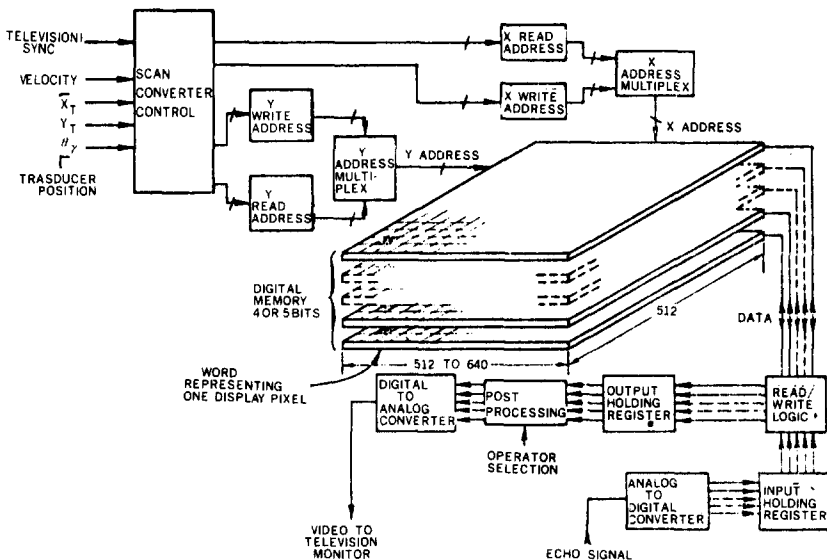 TELEVISION
SYNC
VELOCITY
X T
Y T
TRASDUCER
POSITION
SCAN
CONVERTER
CONTROL
Y
WRITE
ADDRESS
Y
READ
ADDRESS
Y
ADDRESS
MULTI-
PLEX
Y ADDRESS
X READ
ADDRESS
X WRITE
ADDRESS
X
ADDRESS
MULTIPLEX
X ADDRESS
DIGITAL
MEMORY
4 OR 5 BITS
WORD
REPRESENTING
ONE DISPLAY PIXEL
512 TO 640
512
DATA
DIGITAL
TO
ANALOG
CONVERTER
POST
PROCESSING
OUTPUT
HOLDING
REGISTER
READ/
WRITE
LOGIC
OPERATOR
SELECTION
ANALOG
TO
DIGITAL
CONVERTER
INPUT
HOLDING
REGISTER
VIDEO TO
TELEVISION
MONITOR
ECHO SIGNAL